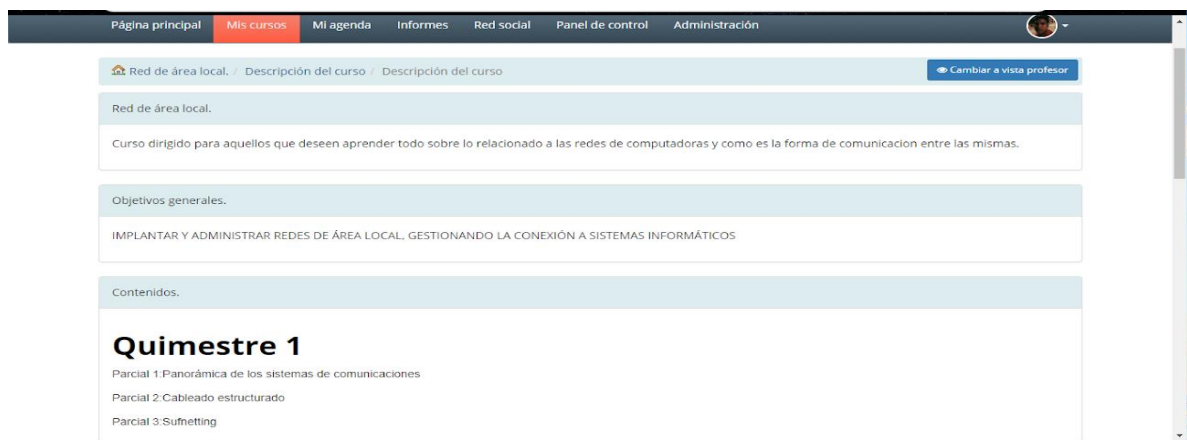 Página principal Mis cursos Mi agenda Informes Red social Panel de control Administración
Red de área local. / Descripción del curso / Descripción del curso Cambiar a vista profesor
Red de área local.
Curso dirigido para aquellos que deseen aprender todo sobre lo relacionado a las redes de computadoras y como es la forma de comunicacion entre las mismas.
Objetivos generales.
IMPLANTAR Y ADMINISTRAR REDES DE ÁREA LOCAL, GESTIONANDO LA CONEXIÓN A SISTEMAS INFORMÁTICOS
Contenidos.
Quimestre 1
Parcial 1:Panorámica de los sistemas de comunicaciones
Parcial 2:Cableado estructurado
Parcial 3:Sufnetting